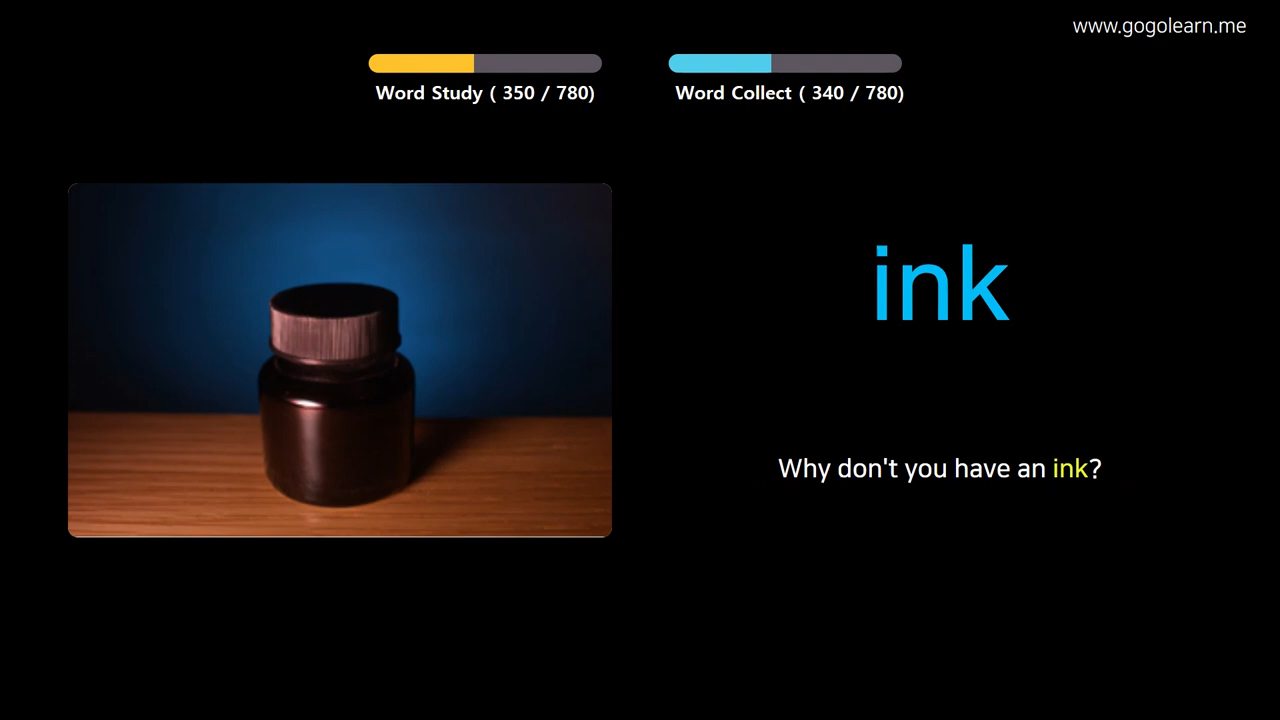 www.gogolearn.me
Word Study ( 350 / 780)
Word Collect ( 340 / 780)
ink
Why don't you have an ink?